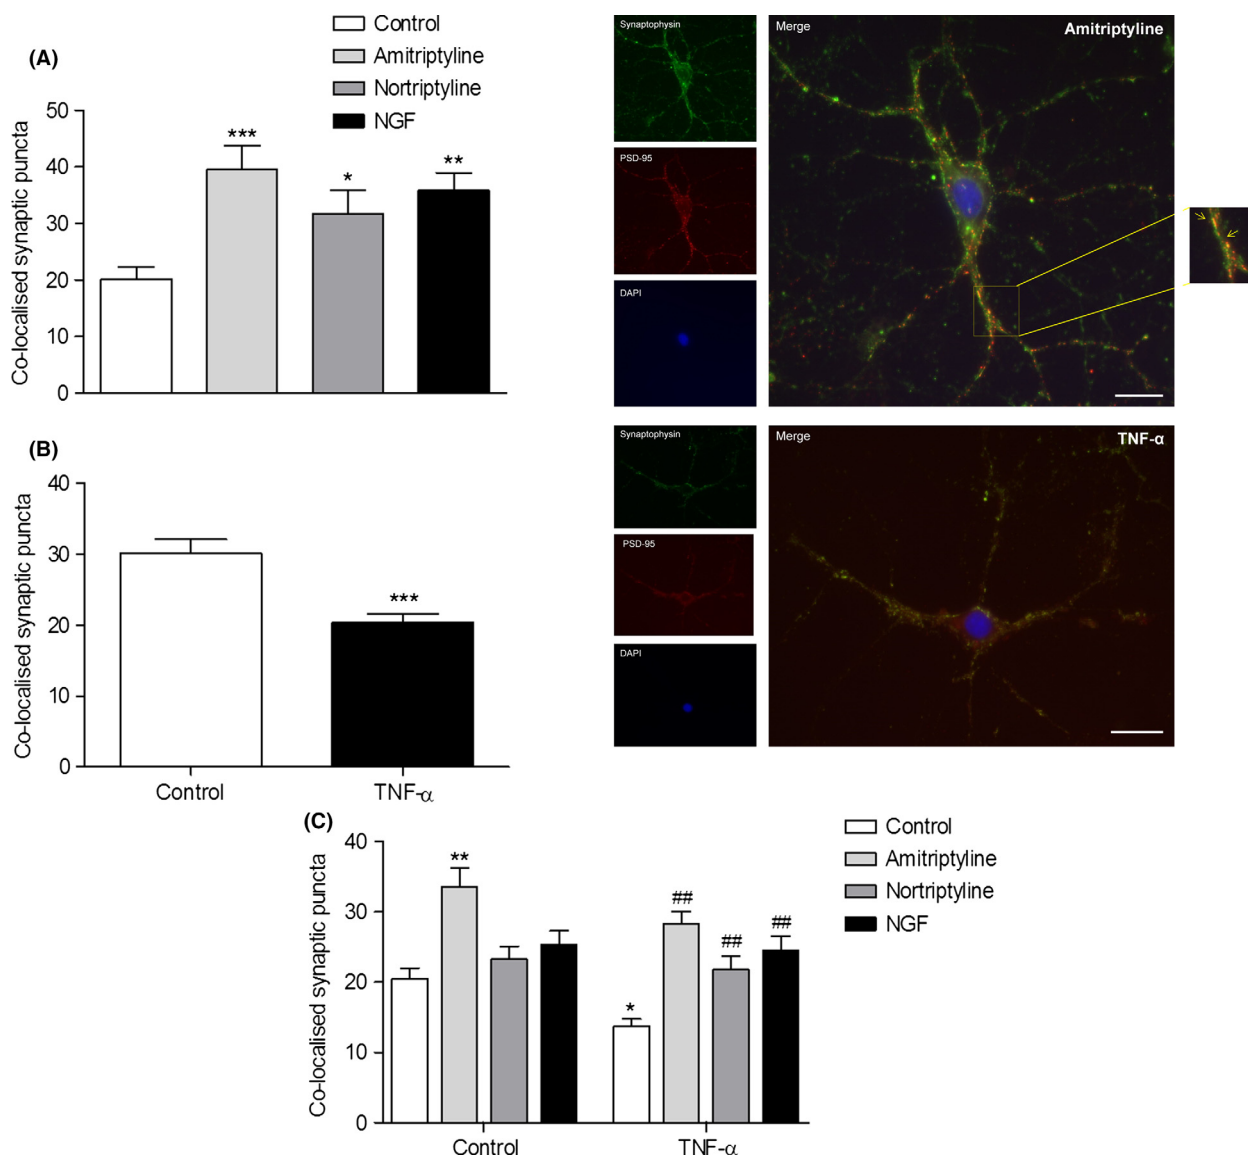 (A)
Control
Amitriptyline
Nortriptyline
NGF
Co-localised synaptic puncta
50
40
30
20
10
0
***
*
**
Synaptophysin
PSD-95
DAPI
Merge
Amitriptyline
(B)
Co-localised synaptic puncta
40
30
20
10
0
***
Control
TNF-α
Synaptophysin
PSD-95
DAPI
Merge
TNF-α
(C)
Co-localised synaptic puncta
40
30
20
10
0
**
*
##
##
##
Control
TNF-α
Control
Amitriptyline
Nortriptyline
NGF